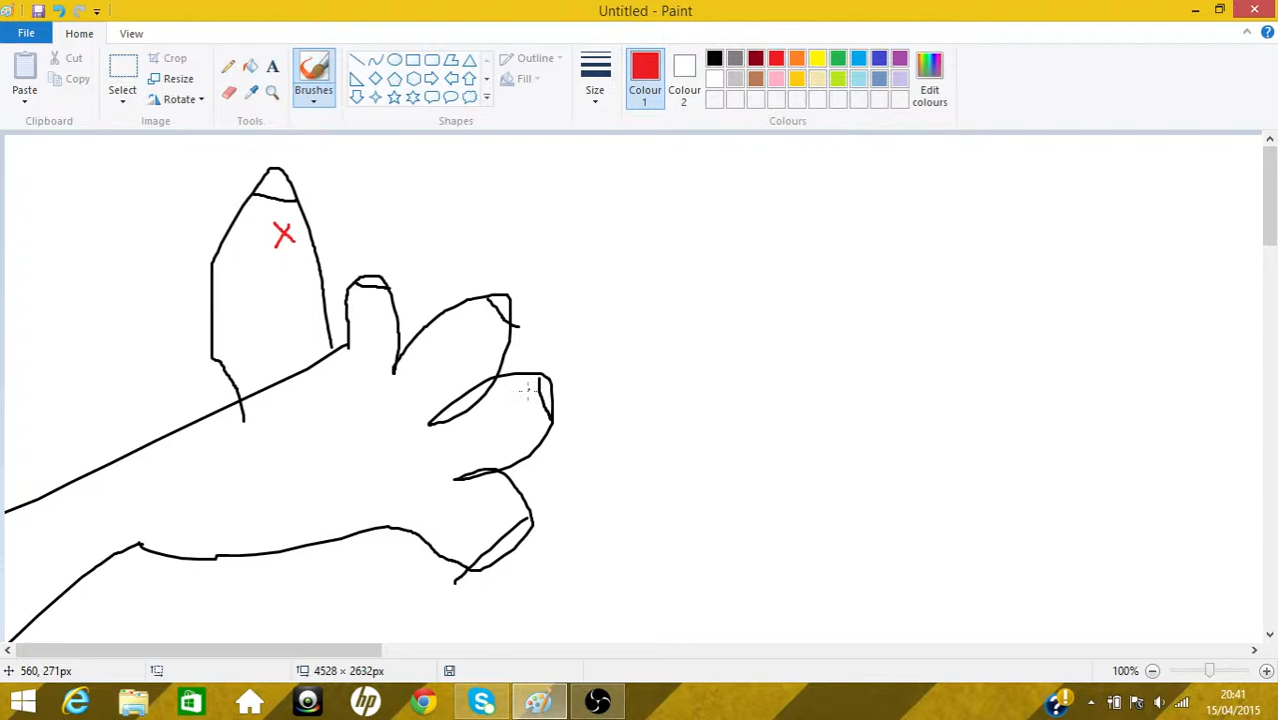 Untitled - Paint
File Home View
Paste
Cut
Copy
Clipboard
Select
Crop
Resize
Rotate
Image
A
Tools
Brushes
Outline
Fill
Shapes
Size
Colour 1
Colour 2
Edit colours
Colours
X
560, 271px
4528 × 2632px
100%
hp
20:41
15/04/2015